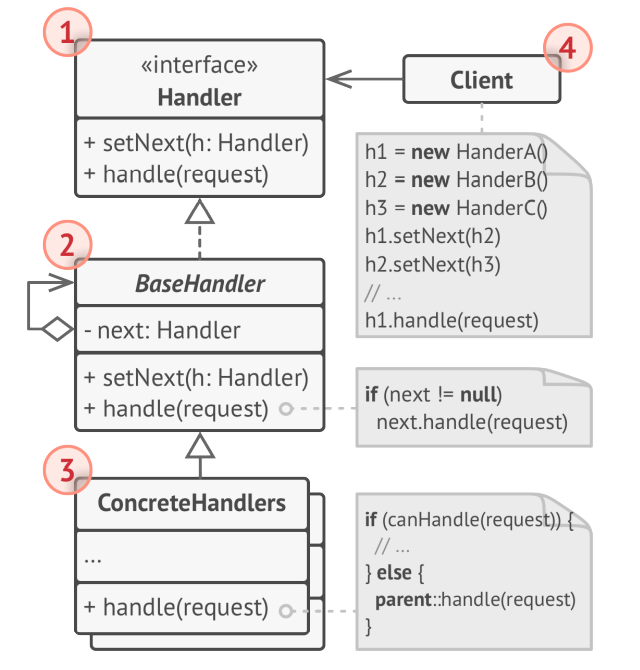 1
«interface»
Handler
+ setNext(h: Handler)
+ handle(request)
4
Client
h1 = new HanderA()
h2 = new HanderB()
h3 = new HanderC()
h1.setNext(h2)
h2.setNext(h3)
// ...
h1.handle(request)
2
BaseHandler
- next: Handler
+ setNext(h: Handler)
+ handle(request)
if (next != null)
next.handle(request)
3
ConcreteHandlers
...
+ handle(request)
if (canHandle(request)) {
// ...
} else {
parent::handle(request)
}